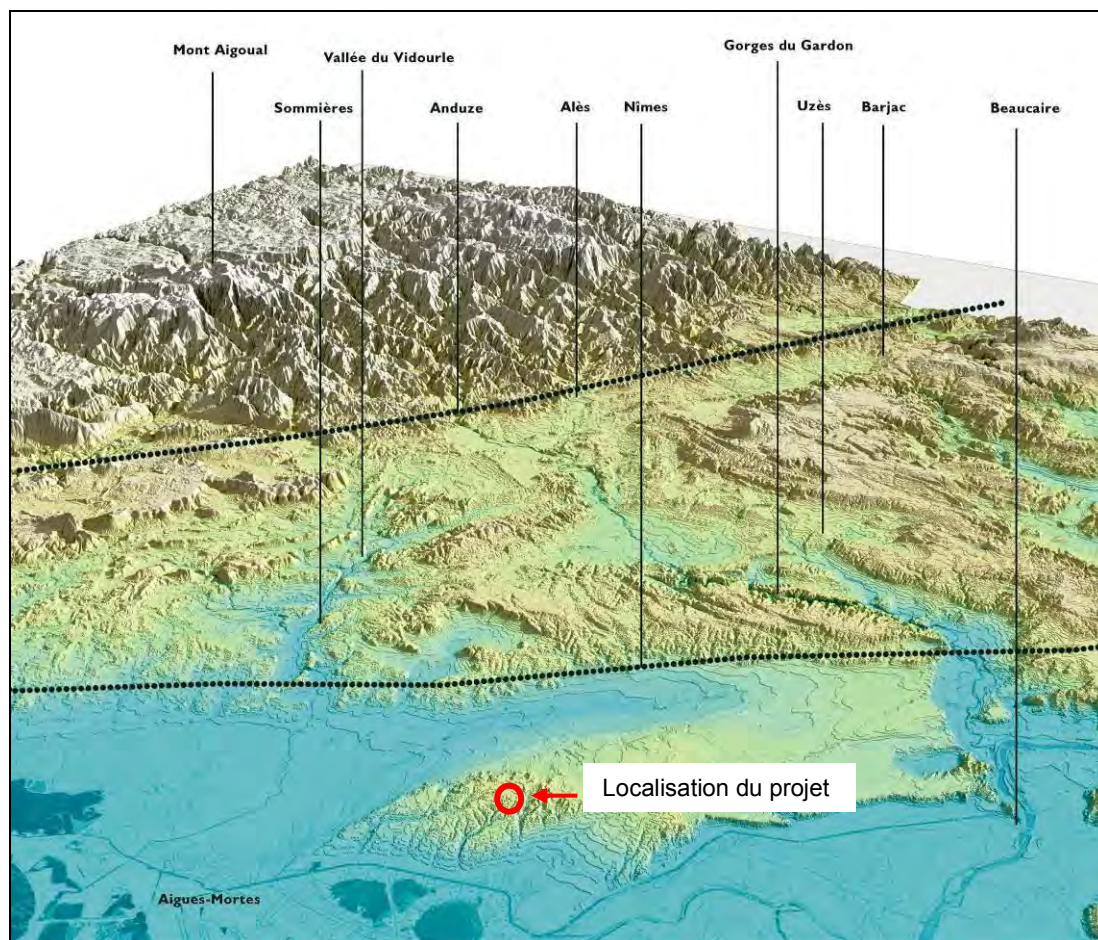 Mont Aigoual
Vallée du Vidourle
Gorges du Gardon
Sommières
Anduze
Alès
Nîmes
Uzès
Barjac
Beaucaire
Localisation du projet
Aigues-Mortes